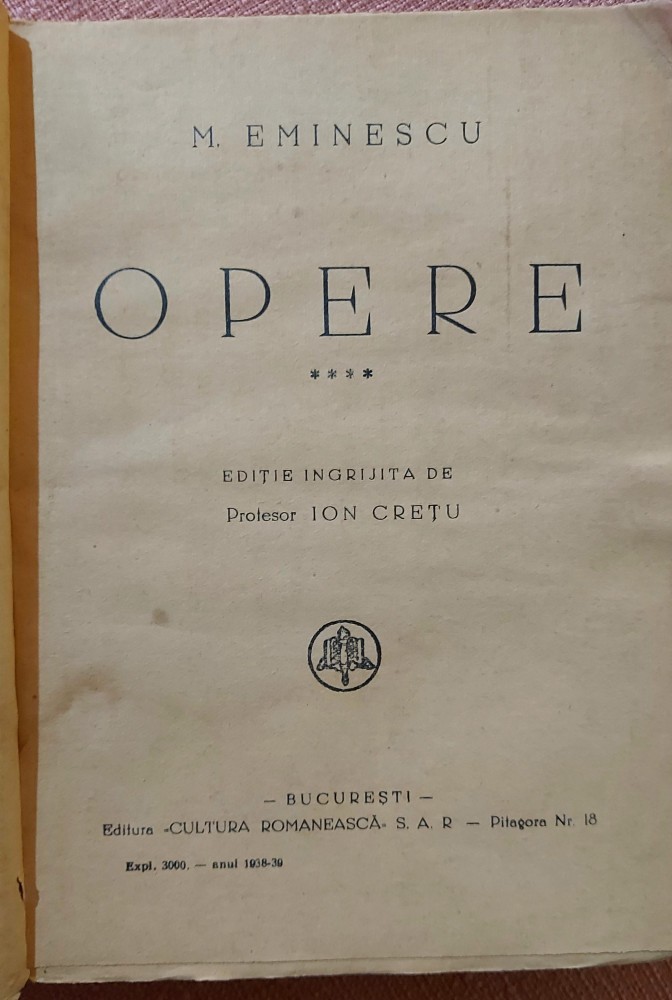 M. EMINESCU
OPERE
****
EDIȚIE INGRIJITA DE
Profesor ION CREȚU
— BUCUREȘTI —
Editura «CULTURA ROMANEASCĂ» S. A. R — Pitagora Nr. 18
Expl. 3000. — anul 1938-39